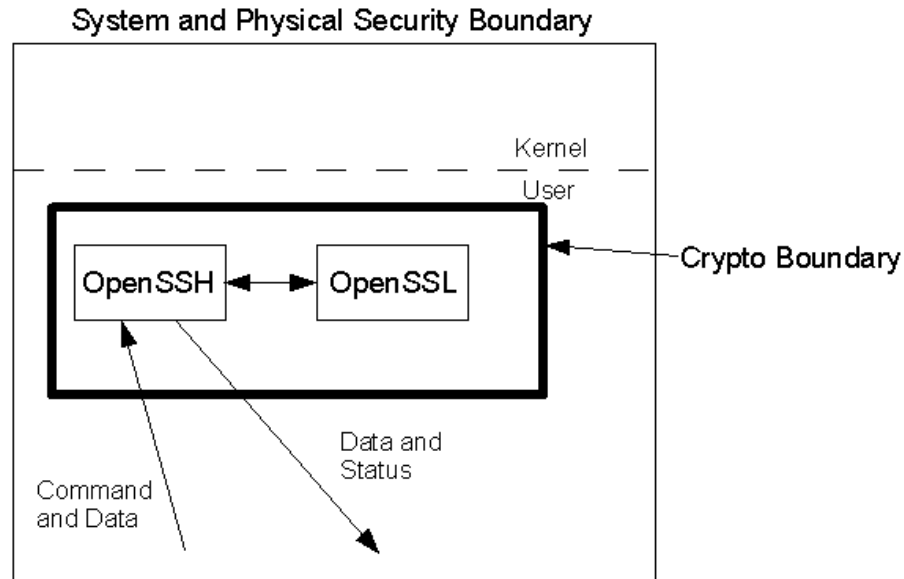 System and Physical Security Boundary
Kernel
User
OpenSSH
OpenSSL
Crypto Boundary
Data and
Status
Command
and Data